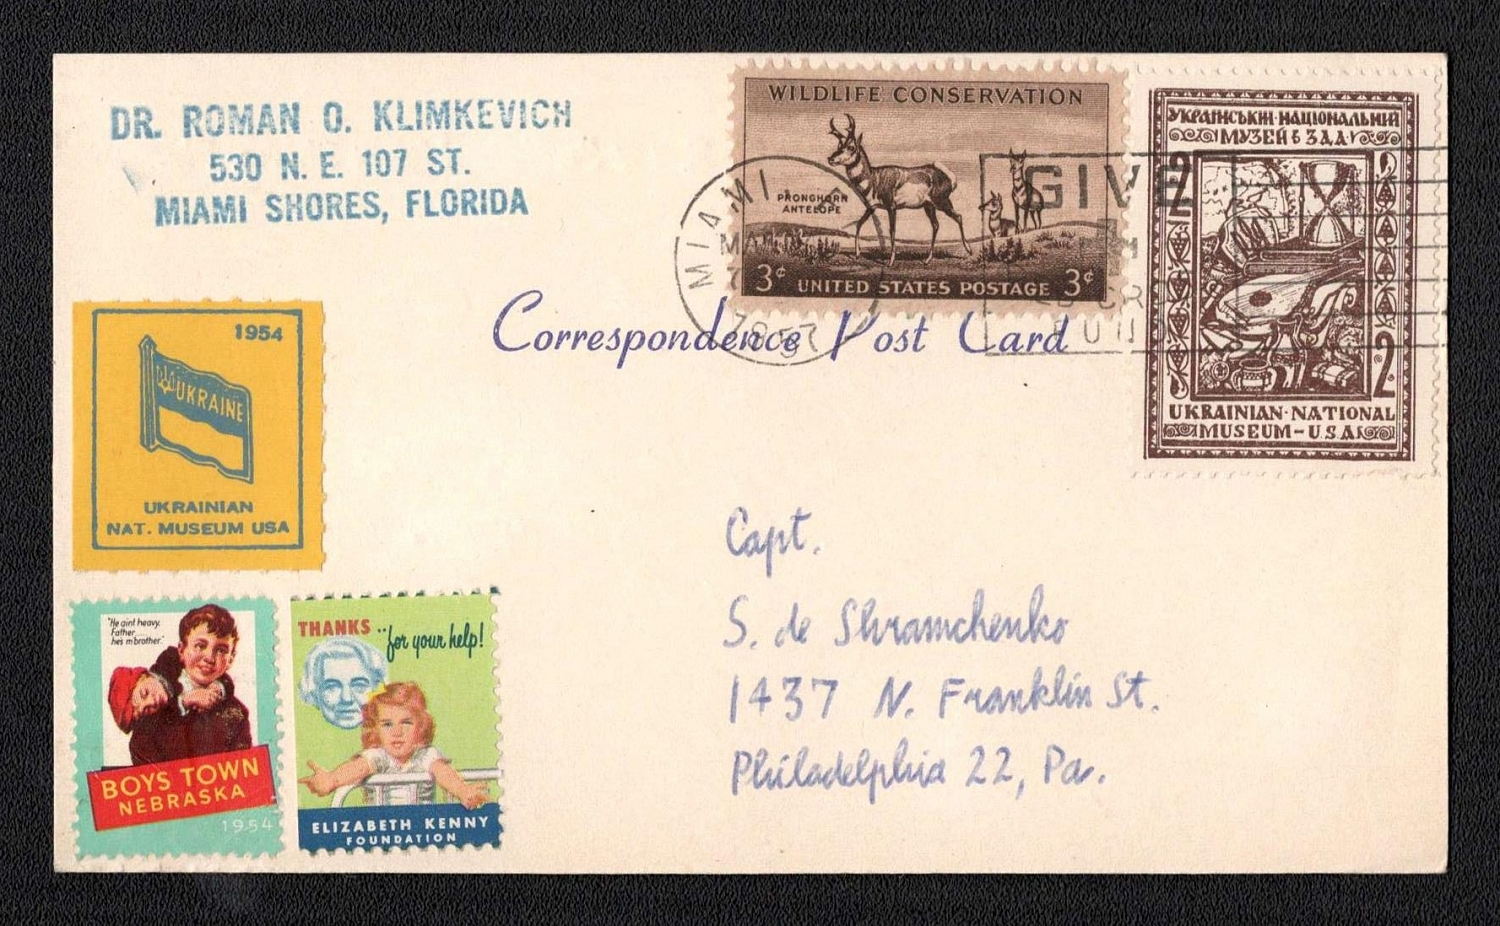 DR. ROMAN O. KLIMKEVICH
530 N. E. 107 ST.
MIAMI SHORES, FLORIDA
WILDLIFE CONSERVATION
PRONGHORN
ANTELOPE
3¢ UNITED STATES POSTAGE 3¢
MIAMI
GIVE
УКРАЇНСЬКИЙ·НАЦІОНАЛЬНИЙ
МУЗЕЙ в ЗДА
2
2
UKRAINIAN·NATIONAL
MUSEUM-USA
Correspondence Post Card
1954
UKRAINE
UKRAINIAN
NAT. MUSEUM USA
Capt.
S. de Shramchenko
1437 N. Franklin St.
Philadelphia 22, Pa.
"He aint heavy.
Father......
hes m'brother."
BOYS TOWN
NEBRASKA
1954
THANKS ..for your help!
ELIZABETH KENNY
FOUNDATION